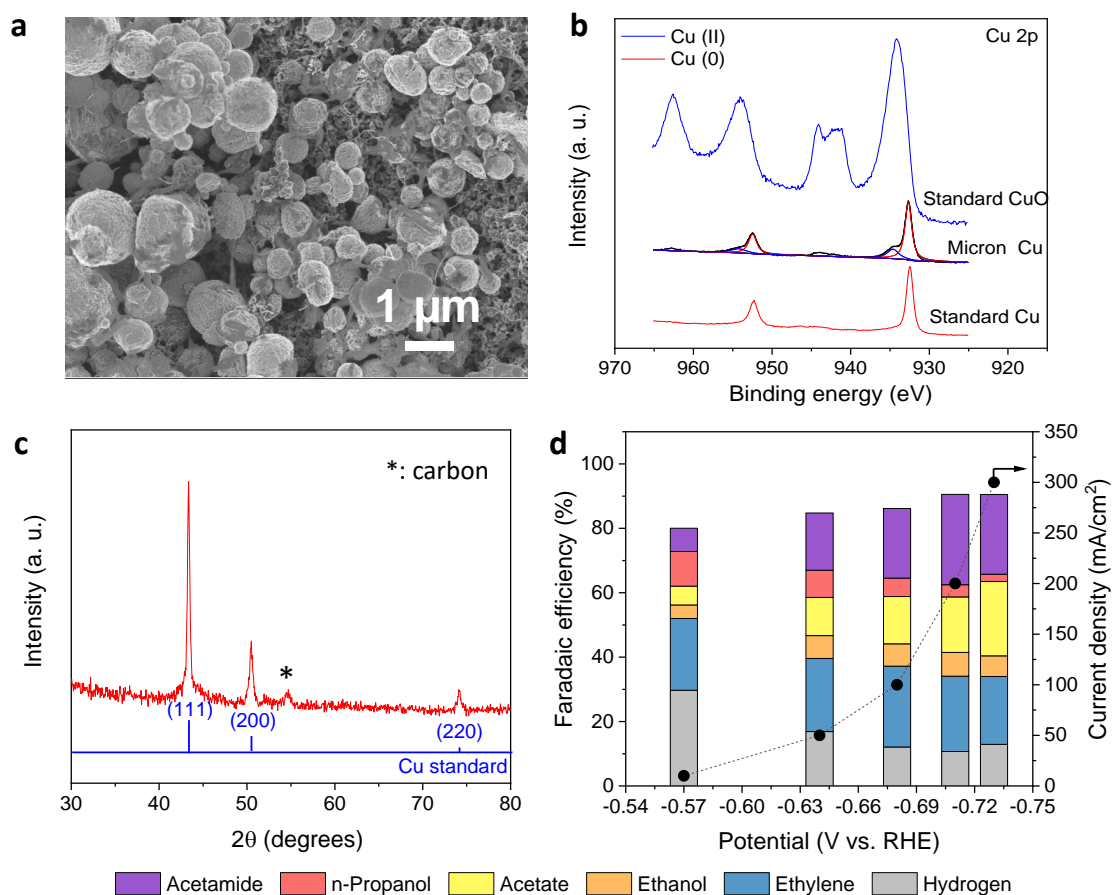 a
1 µm
b
Cu (II)
Cu (0)
Cu 2p
Standard CuO
Micron Cu
Standard Cu
Intensity (a. u.)
970 960 950 940 930 920
Binding energy (eV)
c
*: carbon
*
(111)
(200)
(220)
Cu standard
Intensity (a. u.)
30 40 50 60 70 80
2θ (degrees)
d
100
80
60
40
20
0
Faradaic efficiency (%)
350
300
250
200
150
100
50
0
Current density (mA/cm²)
-0.54 -0.57 -0.60 -0.63 -0.66 -0.69 -0.72 -0.75
Potential (V vs. RHE)
Acetamide n-Propanol Acetate Ethanol Ethylene Hydrogen